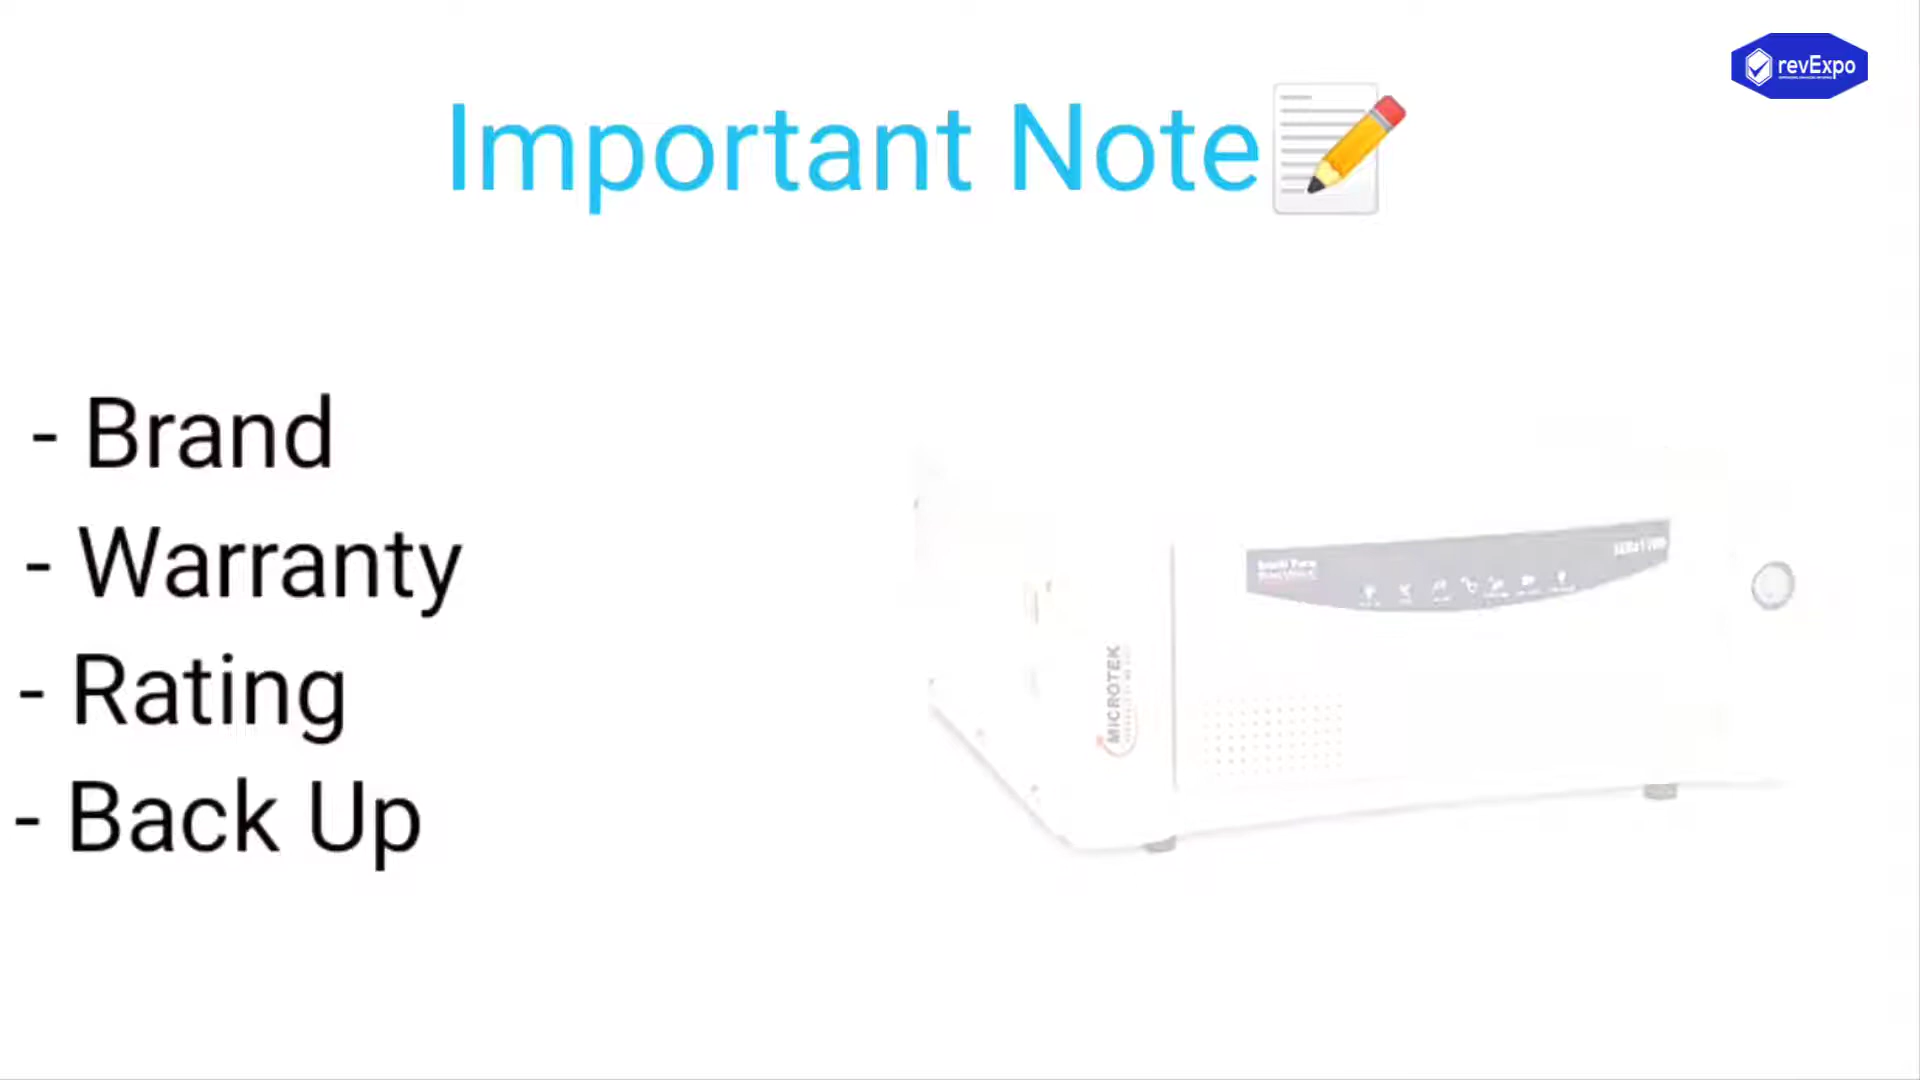 revExpo
Important Note
- Brand
- Warranty
- Rating
- Back Up
MICROTEK